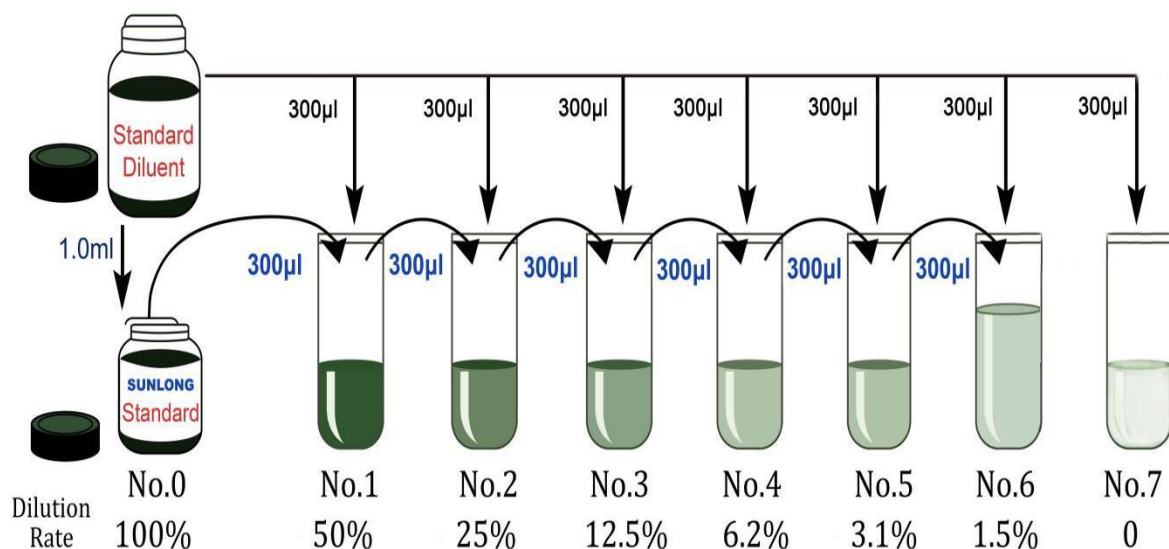 300µl 300µl 300µl 300µl 300µl 300µl 300µl
Standard
Diluent
1.0ml
300µl 300µl 300µl 300µl 300µl 300µl
SUNLONG
Standard
No.0 No.1 No.2 No.3 No.4 No.5 No.6 No.7
Dilution
Rate 100% 50% 25% 12.5% 6.2% 3.1% 1.5% 0